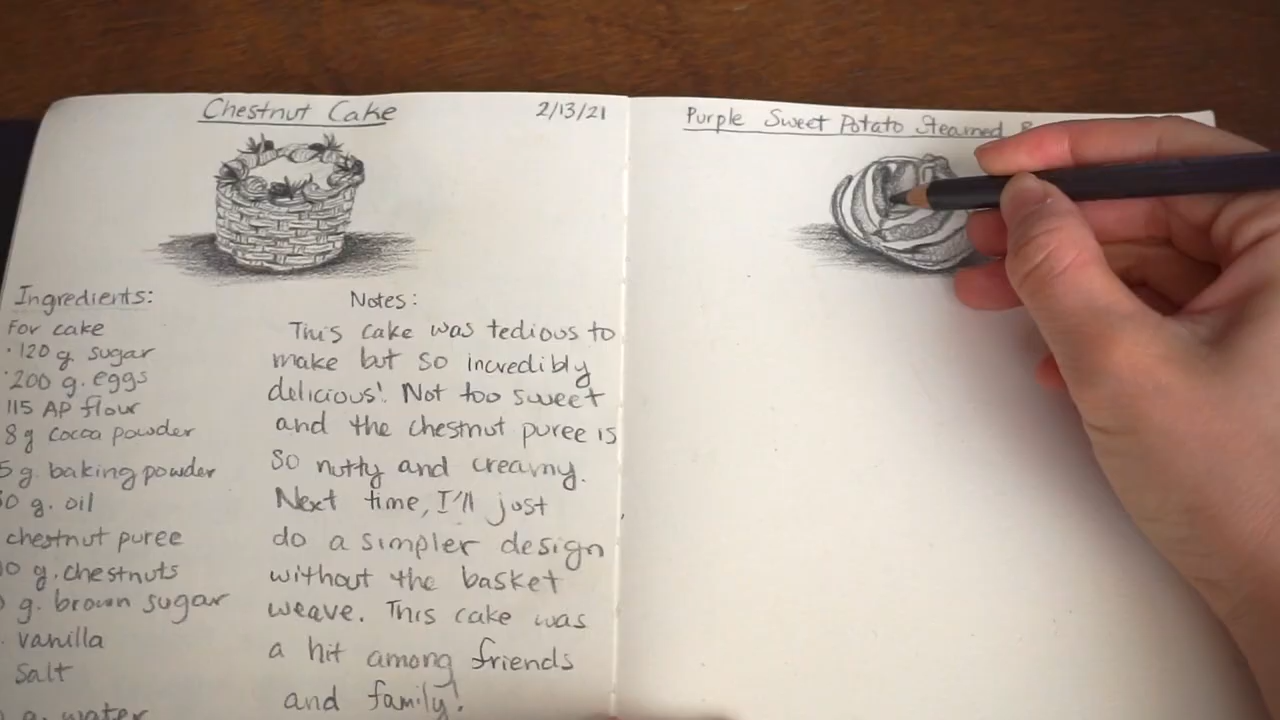 Chestnut Cake
2/13/21
Ingredients:
For cake
·120 g sugar
·200 g. eggs
115 AP flour
8 g cocoa powder
5 g. baking powder
0 g. oil
chestnut puree
0 g. chestnuts
g. brown sugar
vanilla
Salt
g. water
Notes:
This cake was tedious to
make but so incredibly
delicious! Not too sweet
and the chestnut puree is
so nutty and creamy.
Next time, I'll just
do a simpler design
without the basket
weave. This cake was
a hit among friends
and family!
Purple Sweet Potato Steamed